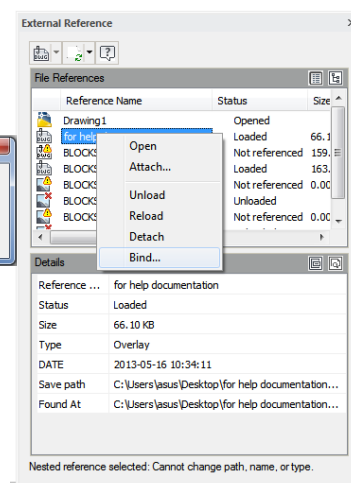 External Reference
dwg
File References
Reference Name Status Size
Drawing1 Opened
for help Loaded 66.1
BLOCKS Not referenced 159.
BLOCKS Loaded 163.
BLOCKS Not referenced 0.00
BLOCKS Unloaded
BLOCKS Not referenced 0.00
Open
Attach...
Unload
Reload
Detach
Bind...
Details
Reference ... for help documentation
Status Loaded
Size 66.10 KB
Type Overlay
DATE 2013-05-16 10:34:11
Save path C:\Users\asus\Desktop\for help documentation...
Found At C:\Users\asus\Desktop\for help documentation...
Nested reference selected: Cannot change path, name, or type.